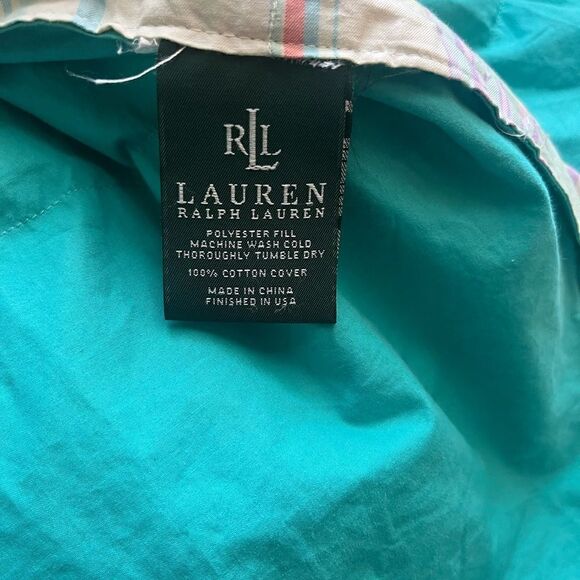 RLL
LAUREN
RALPH LAUREN
POLYESTER FILL
MACHINE WASH COLD
THOROUGHLY TUMBLE DRY
100% COTTON COVER
MADE IN CHINA
FINISHED IN USA